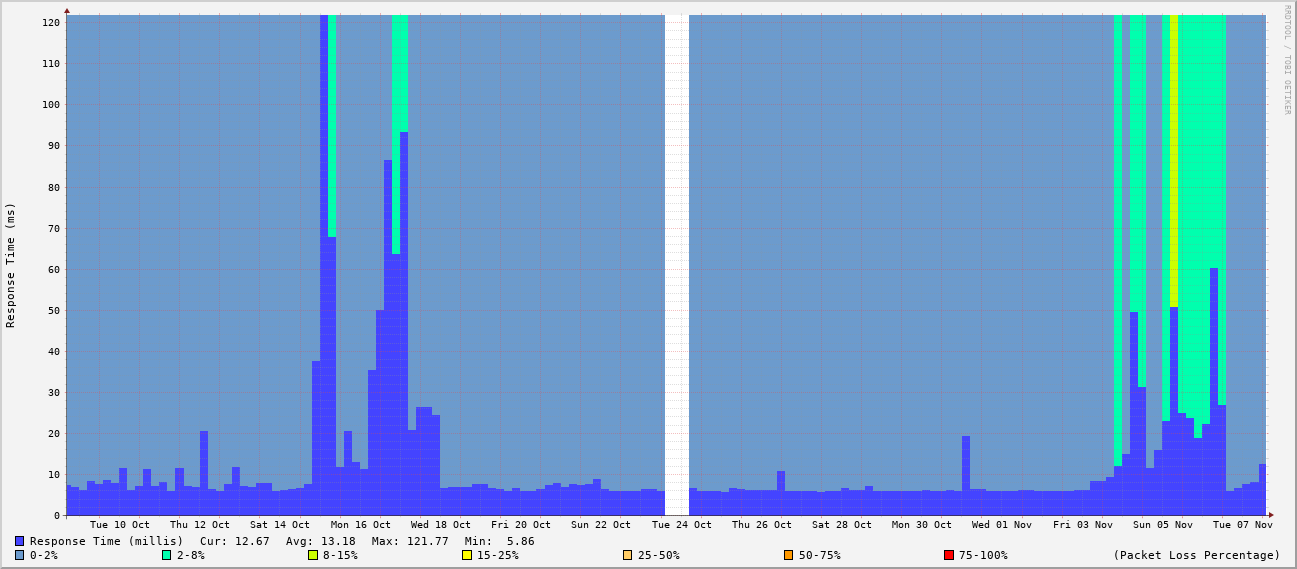 RRDTOOL / TOBI OETIKER
Response Time (ms)
120
110
100
90
80
70
60
50
40
30
20
10
0
Tue 10 Oct Thu 12 Oct Sat 14 Oct Mon 16 Oct Wed 18 Oct Fri 20 Oct Sun 22 Oct Tue 24 Oct Thu 26 Oct Sat 28 Oct Mon 30 Oct Wed 01 Nov Fri 03 Nov Sun 05 Nov Tue 07 Nov
Response Time (millis) Cur: 12.67 Avg: 13.18 Max: 121.77 Min: 5.86
0-2% 2-8% 8-15% 15-25% 25-50% 50-75% 75-100% (Packet Loss Percentage)